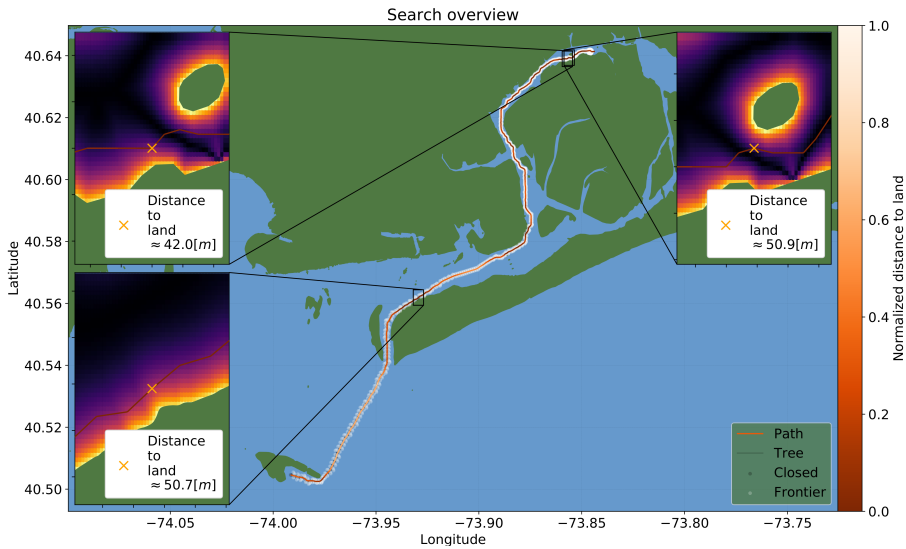 Search overview
40.64
40.62
40.60
40.58
40.56
40.54
40.52
40.50
Latitude
−74.05
−74.00
−73.95
−73.90
−73.85
−73.80
−73.75
Longitude
Distance
to
land
≈42.0[m]
Distance
to
land
≈50.9[m]
Distance
to
land
≈50.7[m]
Path
Tree
Closed
Frontier
1.0
0.8
0.6
0.4
0.2
0.0
Normalized distance to land